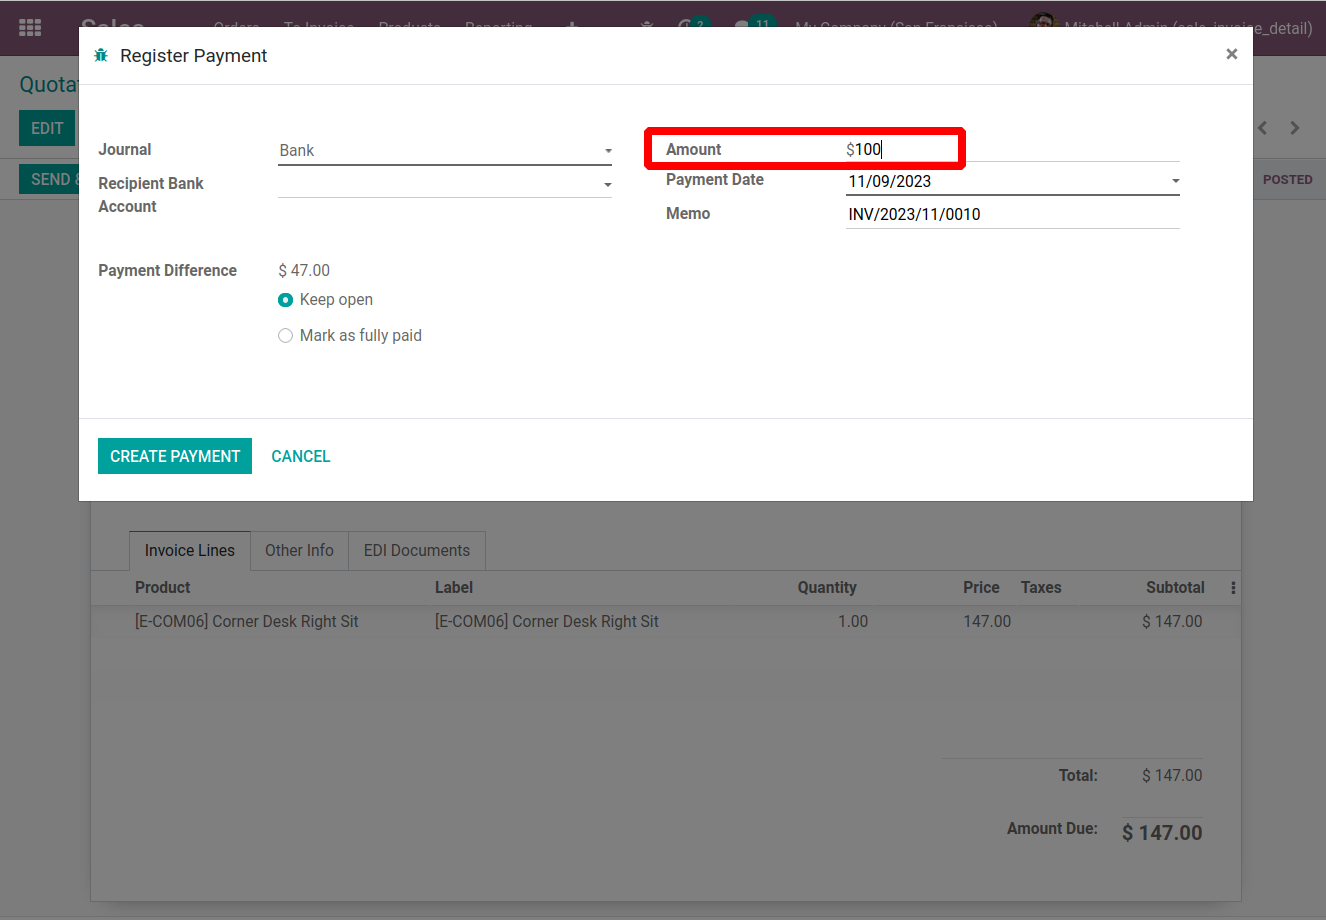 Register Payment ×
Journal Bank
Recipient Bank Account
Amount $100
Payment Date 11/09/2023
Memo INV/2023/11/0010
Payment Difference $ 47.00
Keep open
Mark as fully paid
CREATE PAYMENT CANCEL
Sales Orders To Invoice Products Reporting 2 11 My Company (San Francisco) Mitchell Admin (sale_invoice_detail)
EDIT
SEND &
POSTED
Invoice Lines Other Info EDI Documents
Product Label Quantity Price Taxes Subtotal
[E-COM06] Corner Desk Right Sit [E-COM06] Corner Desk Right Sit 1.00 147.00 $ 147.00
Total: $ 147.00
Amount Due: $ 147.00